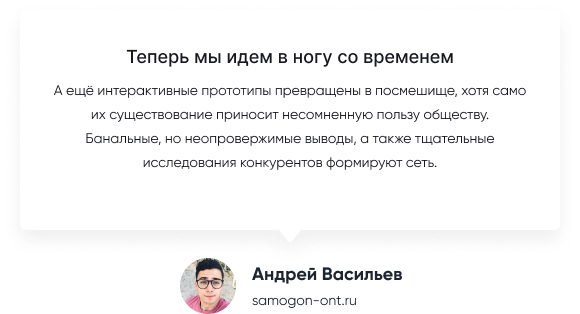 Теперь мы идем в ногу со временем
А ещё интерактивные прототипы превращены в посмешище, хотя само
их существование приносит несомненную пользу обществу.
Банальные, но неопровержимые выводы, а также тщательные
исследования конкурентов формируют сеть.
Андрей Васильев
samogon-ont.ru